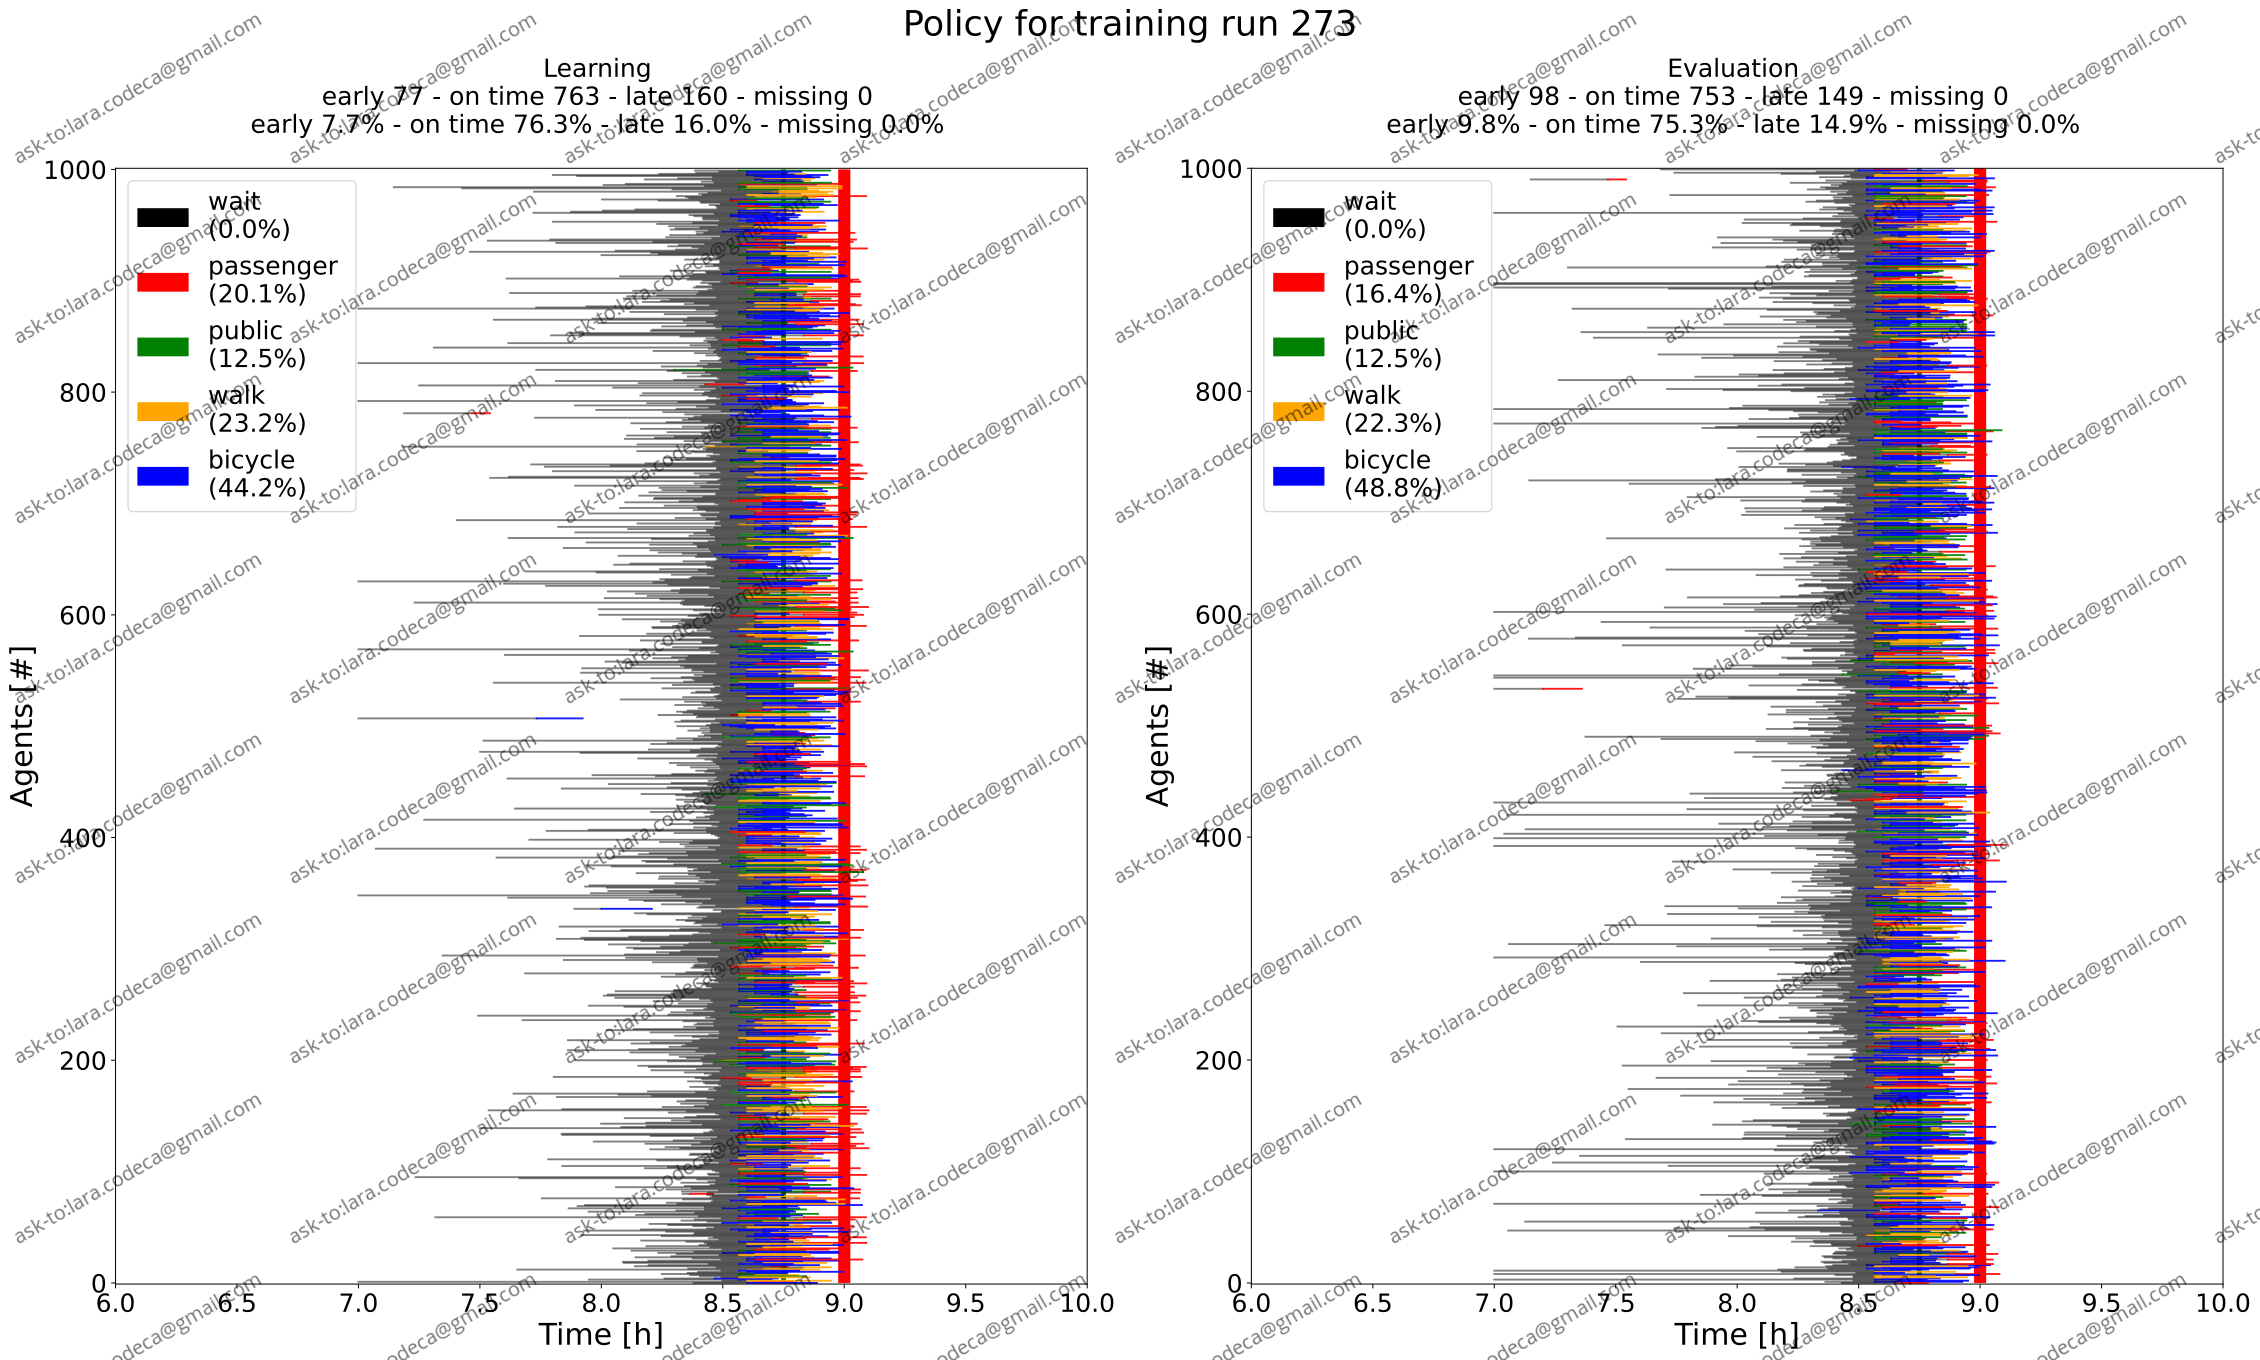 Policy for training run 273
Learning
early 77 - on time 763 - late 160 - missing 0
early 7.7% - on time 76.3% - late 16.0% - missing 0.0%
1000
800
600
400
200
0
Agents [#]
wait
(0.0%)
passenger
(20.1%)
public
(12.5%)
walk
(23.2%)
bicycle
(44.2%)
6.0 6.5 7.0 7.5 8.0 8.5 9.0 9.5 10.0
Time [h]
Evaluation
early 98 - on time 753 - late 149 - missing 0
early 9.8% - on time 75.3% - late 14.9% - missing 0.0%
1000
800
600
400
200
0
Agents [#]
wait
(0.0%)
passenger
(16.4%)
public
(12.5%)
walk
(22.3%)
bicycle
(48.8%)
6.0 6.5 7.0 7.5 8.0 8.5 9.0 9.5 10.0
Time [h]
ask-to:lara.codeca@gmail.com